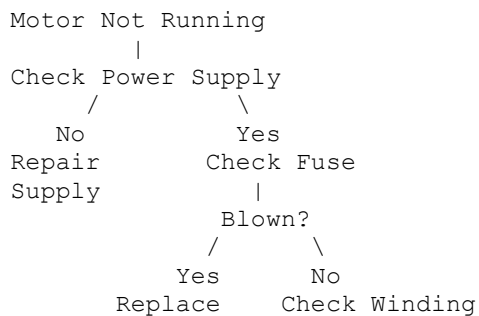 Motor Not Running
|
Check Power Supply
/ \
No Yes
Repair Check Fuse
Supply |
Blown?
/ \
Yes No
Replace Check Winding